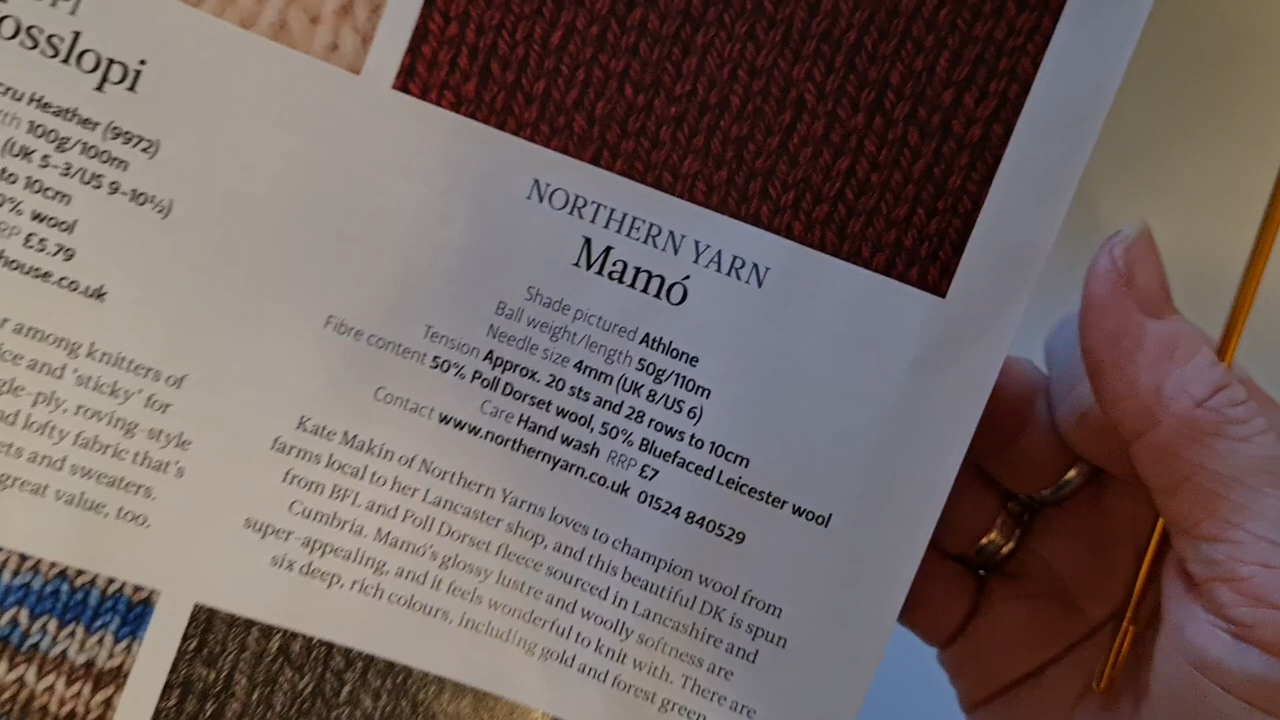 osslopi
Heather (9972)
100g/100m
(UK 5–3/US 9–10½)
to 10cm
wool
£5.79
house.co.uk
among knitters of
and 'sticky' for
roving-style
lofty fabric that's
and sweaters,
great value, too.
NORTHERN YARN
Mamó
Shade pictured Athlone
Ball weight/length 50g/110m
Needle size 4mm (UK 8/US 6)
Tension Approx. 20 sts and 28 rows to 10cm
Fibre content 50% Poll Dorset wool, 50% Bluefaced Leicester wool
Care Hand wash RRP £7
Contact www.northernyarn.co.uk 01524 840529
Kate Makin of Northern Yarns loves to champion wool from
farms local to her Lancaster shop, and this beautiful DK is spun
from BFL and Poll Dorset fleece sourced in Lancashire and
Cumbria. Mamó's glossy lustre and woolly softness are
super-appealing, and it feels wonderful to knit with. There are
six deep, rich colours, including gold and forest green